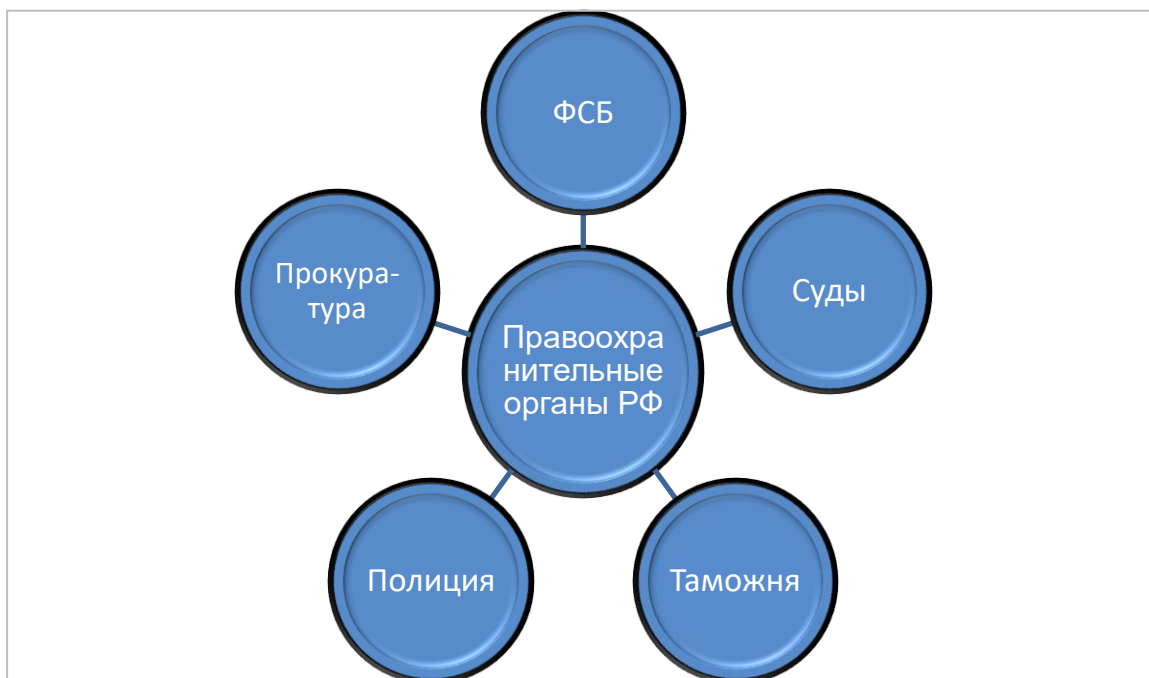 ФСБ
Прокура-
тура
Суды
Правоохра
нительные
органы РФ
Полиция
Таможня